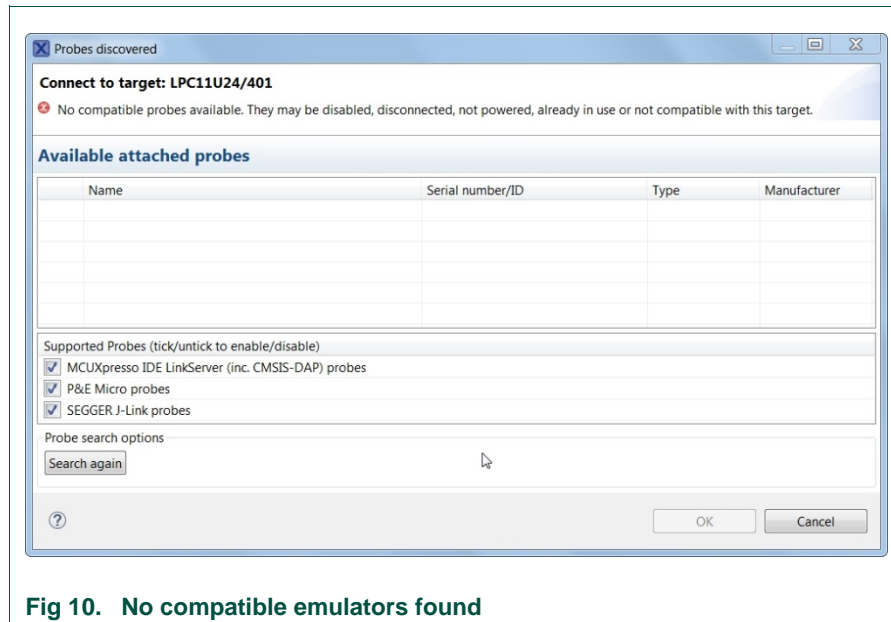 Probes discovered
Connect to target: LPC11U24/401
No compatible probes available. They may be disabled, disconnected, not powered, already in use or not compatible with this target.
Available attached probes
Name Serial number/ID Type Manufacturer
Supported Probes (tick/untick to enable/disable)
MCUXpresso IDE LinkServer (inc. CMSIS-DAP) probes
P&E Micro probes
SEGGER J-Link probes
Probe search options
Search again
? OK Cancel
Fig 10. No compatible emulators found